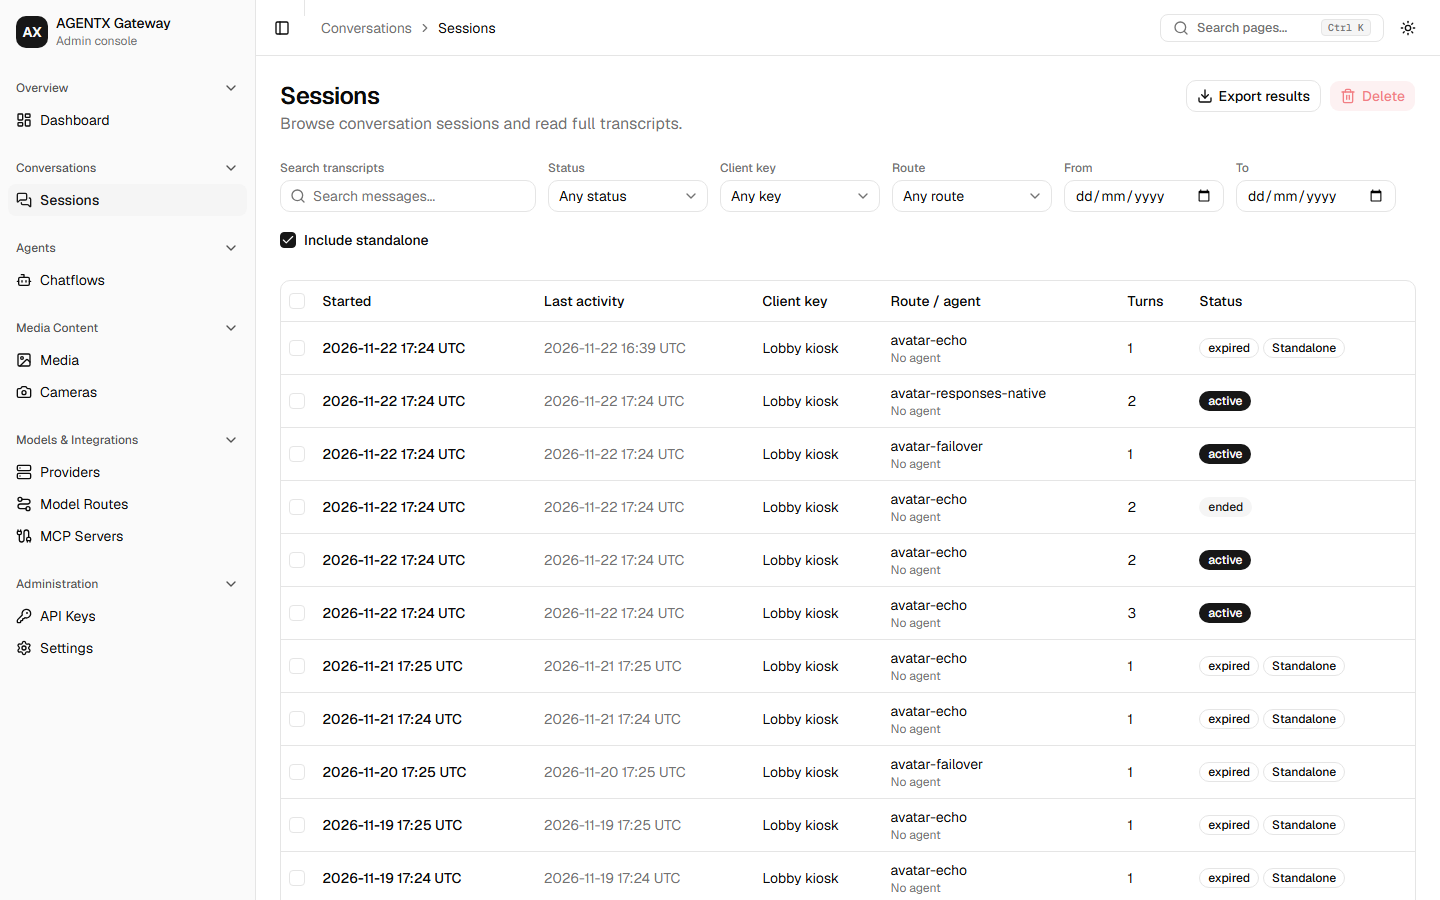 AX
AGENTX Gateway
Admin console
Overview
Dashboard
Conversations
Sessions
Agents
Chatflows
Media Content
Media
Cameras
Models & Integrations
Providers
Model Routes
MCP Servers
Administration
API Keys
Settings
Conversations > Sessions
Search pages... Ctrl K
Sessions
Browse conversation sessions and read full transcripts.
Export results
Delete
Search transcripts Status Client key Route From To
Search messages... Any status Any key Any route dd/mm/yyyy dd/mm/yyyy
Include standalone
Started Last activity Client key Route / agent Turns Status
2026-11-22 17:24 UTC 2026-11-22 16:39 UTC Lobby kiosk avatar-echo 1 expired Standalone
No agent
2026-11-22 17:24 UTC 2026-11-22 17:24 UTC Lobby kiosk avatar-responses-native 2 active
No agent
2026-11-22 17:24 UTC 2026-11-22 17:24 UTC Lobby kiosk avatar-failover 1 active
No agent
2026-11-22 17:24 UTC 2026-11-22 17:24 UTC Lobby kiosk avatar-echo 2 ended
No agent
2026-11-22 17:24 UTC 2026-11-22 17:24 UTC Lobby kiosk avatar-echo 2 active
No agent
2026-11-22 17:24 UTC 2026-11-22 17:24 UTC Lobby kiosk avatar-echo 3 active
No agent
2026-11-21 17:25 UTC 2026-11-21 17:25 UTC Lobby kiosk avatar-echo 1 expired Standalone
No agent
2026-11-21 17:24 UTC 2026-11-21 17:24 UTC Lobby kiosk avatar-echo 1 expired Standalone
No agent
2026-11-20 17:25 UTC 2026-11-20 17:25 UTC Lobby kiosk avatar-failover 1 expired Standalone
No agent
2026-11-19 17:25 UTC 2026-11-19 17:25 UTC Lobby kiosk avatar-echo 1 expired Standalone
No agent
2026-11-19 17:24 UTC 2026-11-19 17:24 UTC Lobby kiosk avatar-echo 1 expired Standalone
No agent